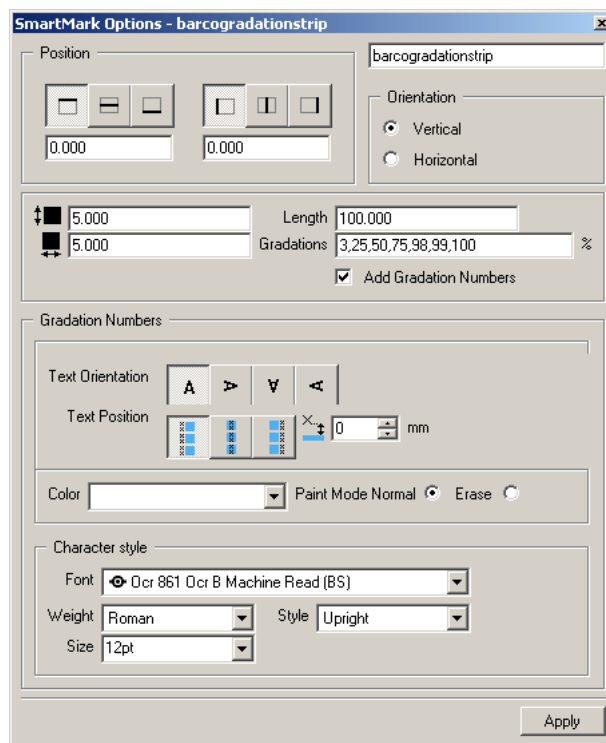 SmartMark Options - barcogradationstrip
Position
barcogradationstrip
0.000
0.000
Orientation
Vertical
Horizontal
5.000
Length 100.000
5.000
Gradations 3,25,50,75,98,99,100 %
Add Gradation Numbers
Gradation Numbers
Text Orientation A A A A
Text Position X... 0 mm
Color Paint Mode Normal Erase
Character style
Font Ocr 861 Ocr B Machine Read (BS)
Weight Roman Style Upright
Size 12pt
Apply